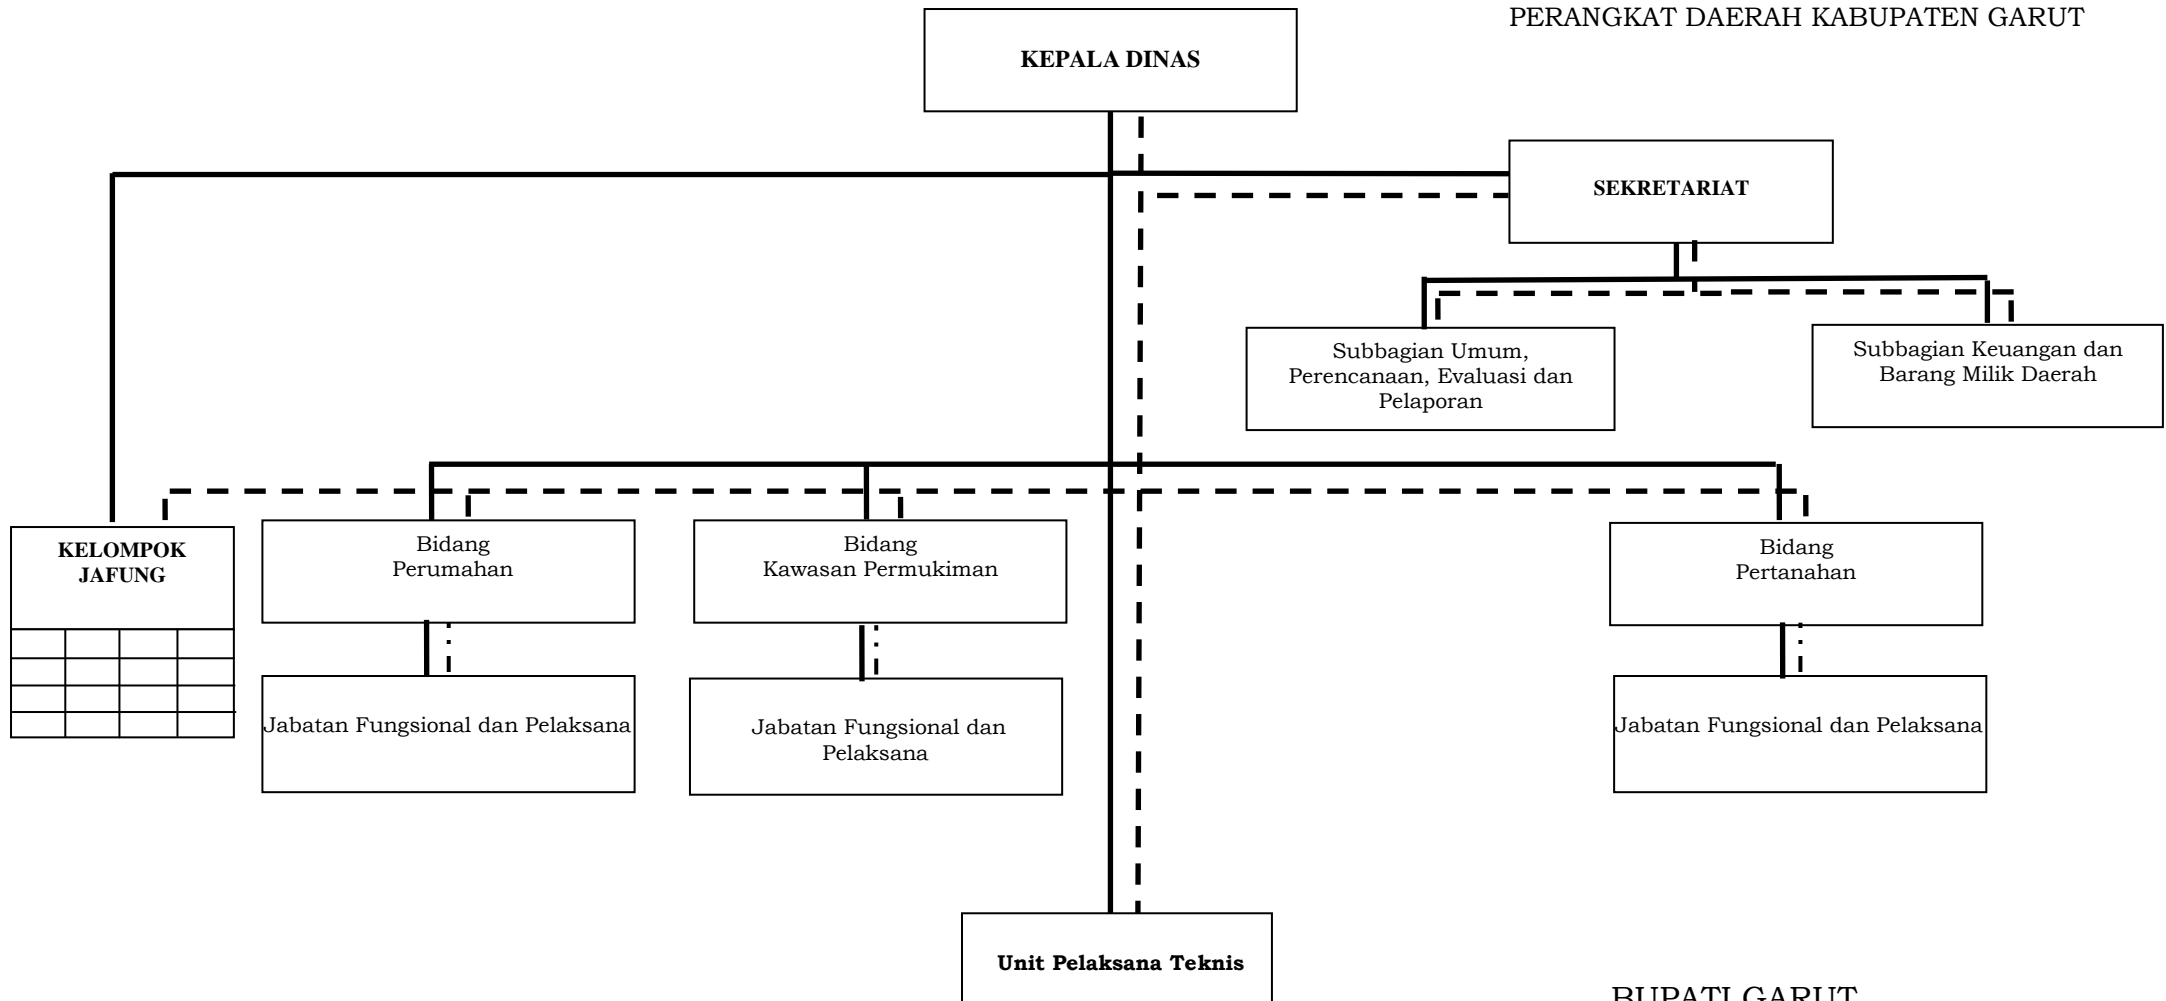 PERANGKAT DAERAH KABUPATEN GARUT
KEPALA DINAS
SEKRETARIAT
Subbagian Umum,
Perencanaan, Evaluasi dan
Pelaporan
Subbagian Keuangan dan
Barang Milik Daerah
KELOMPOK
JAFUNG
Bidang
Perumahan
Bidang
Kawasan Permukiman
Bidang
Pertanahan
Jabatan Fungsional dan Pelaksana
Jabatan Fungsional dan
Pelaksana
Jabatan Fungsional dan Pelaksana
Unit Pelaksana Teknis
BUPATI GARUT